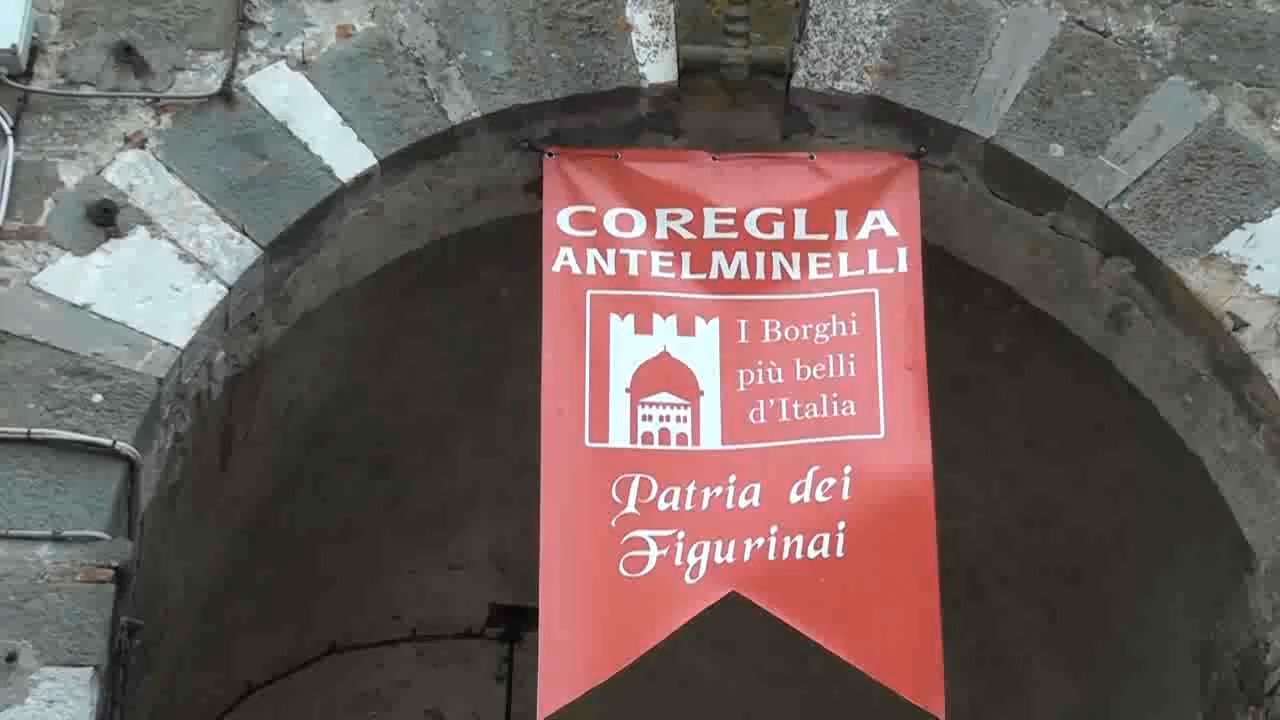 COREGLIA
ANTELMINELLI
I Borghi
più belli
d'Italia
Patria dei
Figurinai